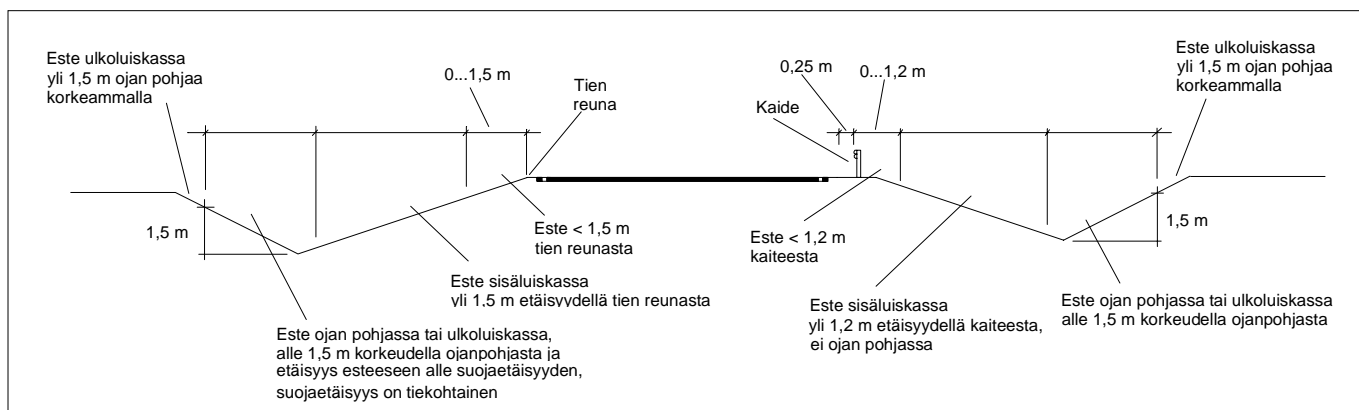 Este ulkoluiskassa
yli 1,5 m ojan pohjaa
korkeammalla
0...1,5 m
Tien
reuna
1,5 m
Este < 1,5 m
tien reunasta
Este sisäluiskassa
yli 1,5 m etäisyydellä tien reunasta
Este ojan pohjassa tai ulkoluiskassa,
alle 1,5 m korkeudella ojanpohjasta ja
etäisyys esteeseen alle suojaetäisyyden,
suojaetäisyys on tiekohtainen
0,25 m
0...1,2 m
Kaide
Este ulkoluiskassa
yli 1,5 m ojan pohjaa
korkeammalla
Este < 1,2 m
kaiteesta
1,5 m
Este sisäluiskassa
yli 1,2 m etäisyydellä kaiteesta,
ei ojan pohjassa
Este ojan pohjassa tai ulkoluiskassa
alle 1,5 m korkeudella ojanpohjasta